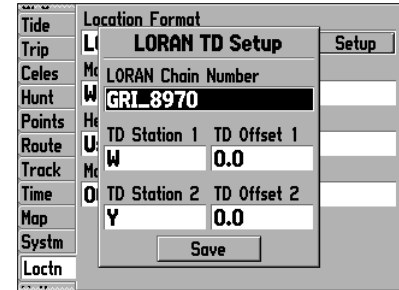 Tide
Trip
Celes
Hunt
Points
Route
Track
Time
Map
Systm
Loctn
Location Format
Setup
LORAN TD Setup
LORAN Chain Number
GRI_8970
TD Station 1 TD Offset 1
W 0.0
TD Station 2 TD Offset 2
Y 0.0
Save